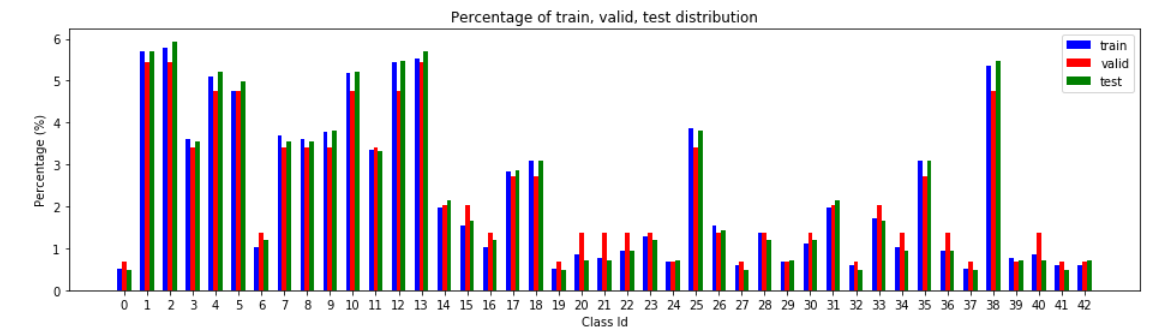 Percentage of train, valid, test distribution
train
valid
test
Percentage (%)
6
5
4
3
2
1
0
0 1 2 3 4 5 6 7 8 9 10 11 12 13 14 15 16 17 18 19 20 21 22 23 24 25 26 27 28 29 30 31 32 33 34 35 36 37 38 39 40 41 42
Class Id